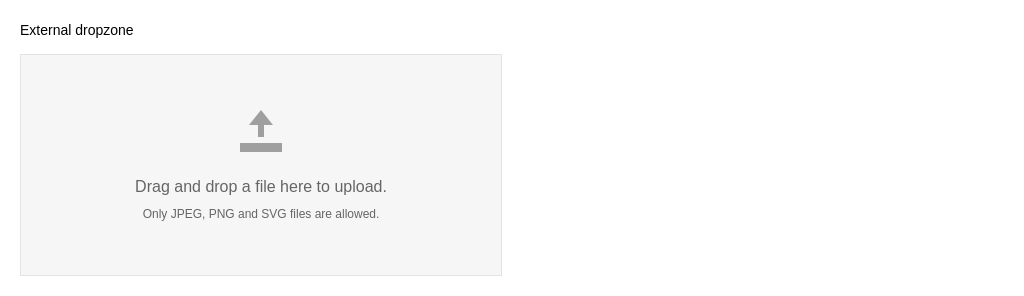 External dropzone
Drag and drop a file here to upload.
Only JPEG, PNG and SVG files are allowed.